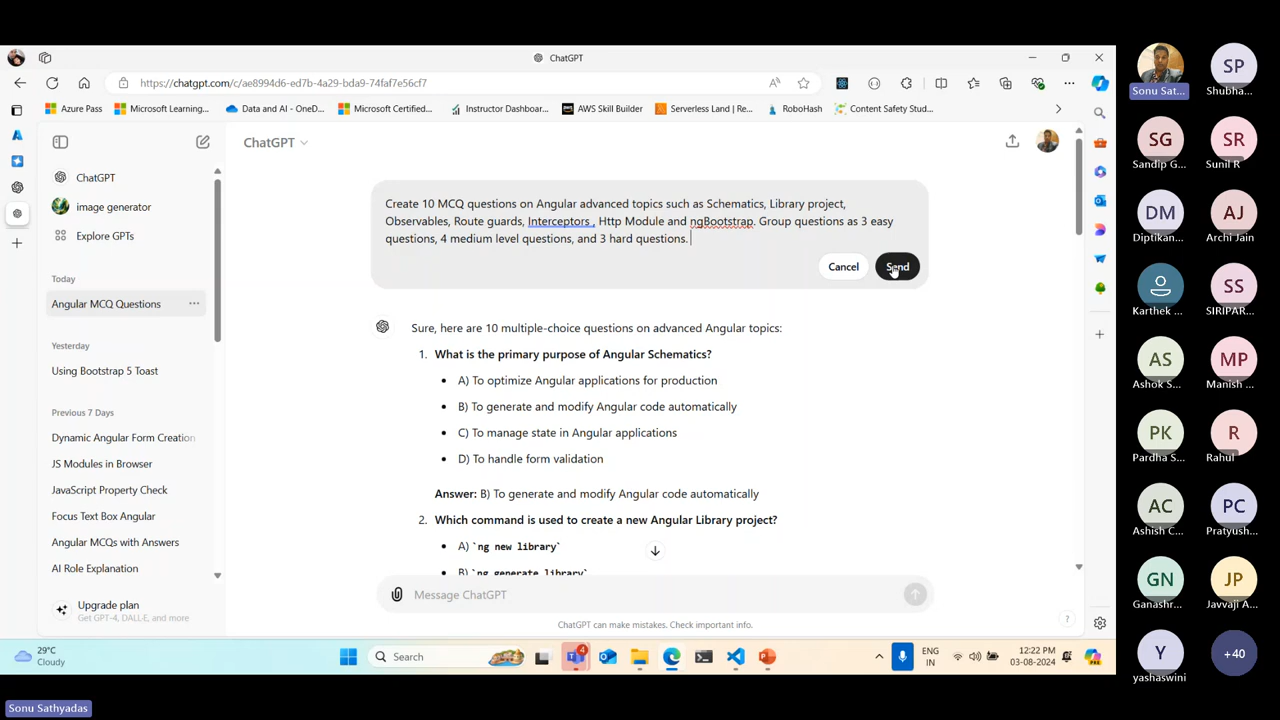 ChatGPT
https://chatgpt.com/c/ae8994d6-ed7b-4a29-bda9-74faf7e56cf7
Azure Pass
Microsoft Learning...
Data and AI - OneD...
Microsoft Certified...
Instructor Dashboar...
AWS Skill Builder
Serverless Land | Re...
RoboHash
Content Safety Stud...
ChatGPT
ChatGPT
image generator
Explore GPTs
Today
Angular MCQ Questions
Yesterday
Using Bootstrap 5 Toast
Previous 7 Days
Dynamic Angular Form Creation
JS Modules in Browser
JavaScript Property Check
Focus Text Box Angular
Angular MCQs with Answers
AI Role Explanation
Upgrade plan
Get GPT-4, DALL·E, and more
Create 10 MCQ questions on Angular advanced topics such as Schematics, Library project,
Observables, Route guards, Interceptors , Http Module and ngBootstrap. Group questions as 3 easy
questions, 4 medium level questions, and 3 hard questions.
Cancel
Send
Sure, here are 10 multiple-choice questions on advanced Angular topics:
1. What is the primary purpose of Angular Schematics?
A) To optimize Angular applications for production
B) To generate and modify Angular code automatically
C) To manage state in Angular applications
D) To handle form validation
Answer: B) To generate and modify Angular code automatically
2. Which command is used to create a new Angular Library project?
A) `ng new library`
B) `ng generate library`
Message ChatGPT
ChatGPT can make mistakes. Check important info.
?
29°C
Cloudy
Search
4
ENG
IN
12:22 PM
03-08-2024
Sonu Sat...
SP
Shubha...
SG
Sandip G...
SR
Sunil R
DM
Diptikan...
AJ
Archi Jain
Karthek ...
SS
SIRIPAR...
AS
Ashok S...
MP
Manish ...
PK
Pardha S...
R
Rahul
AC
Ashish C...
PC
Pratyush...
GN
Ganashr...
JP
Javvaji A...
Y
yashaswini
+40
Sonu Sathyadas